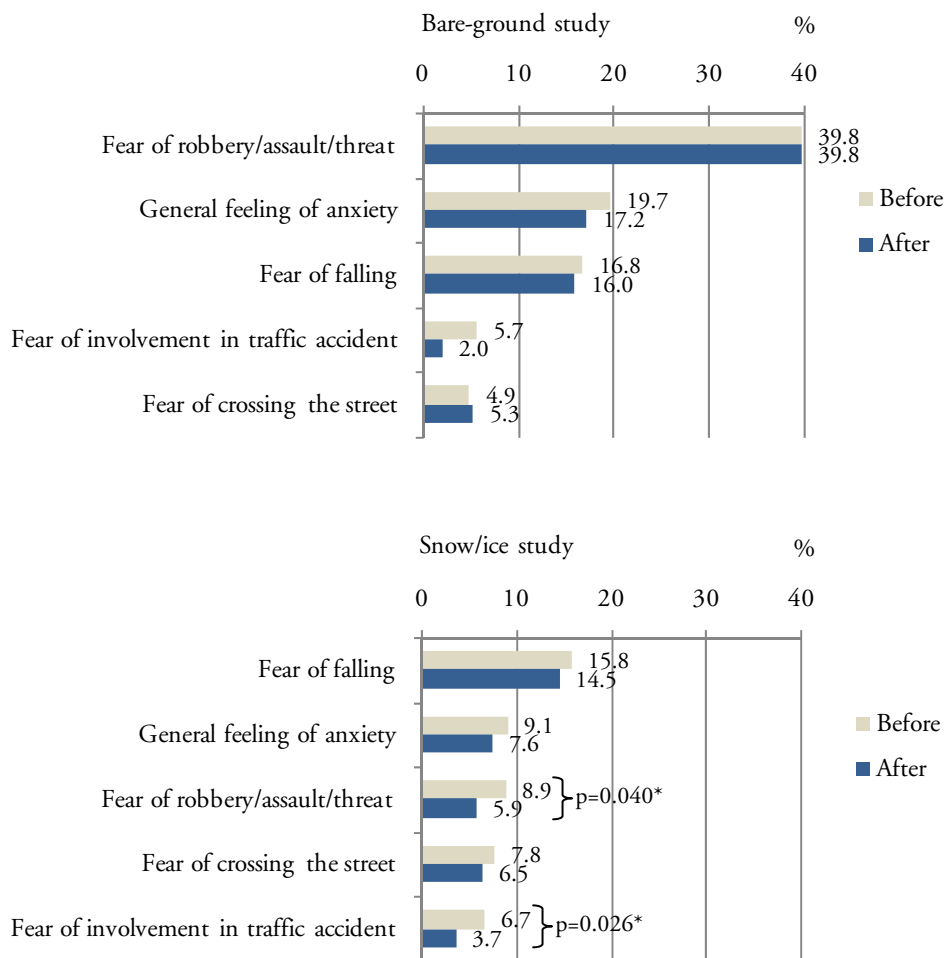 Bare-ground study %
0 10 20 30 40
Fear of robbery/assault/threat 39.8
39.8
General feeling of anxiety 19.7
17.2
Fear of falling 16.8
16.0
Fear of involvement in traffic accident 5.7
2.0
Fear of crossing the street 4.9
5.3
Before
After
Snow/ice study %
0 10 20 30 40
Fear of falling 15.8
14.5
General feeling of anxiety 9.1
7.6
Fear of robbery/assault/threat 8.9
5.9
p=0.040*
Fear of crossing the street 7.8
6.5
Fear of involvement in traffic accident 6.7
3.7
p=0.026*
Before
After